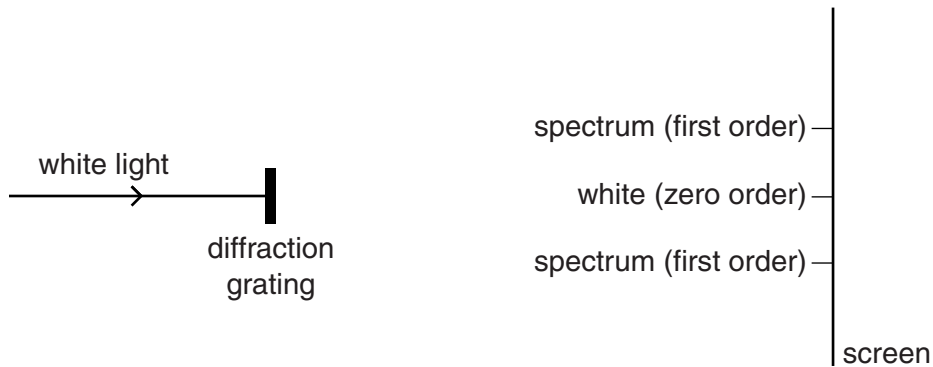 spectrum (first order)
white light
white (zero order)
diffraction
grating
spectrum (first order)
screen